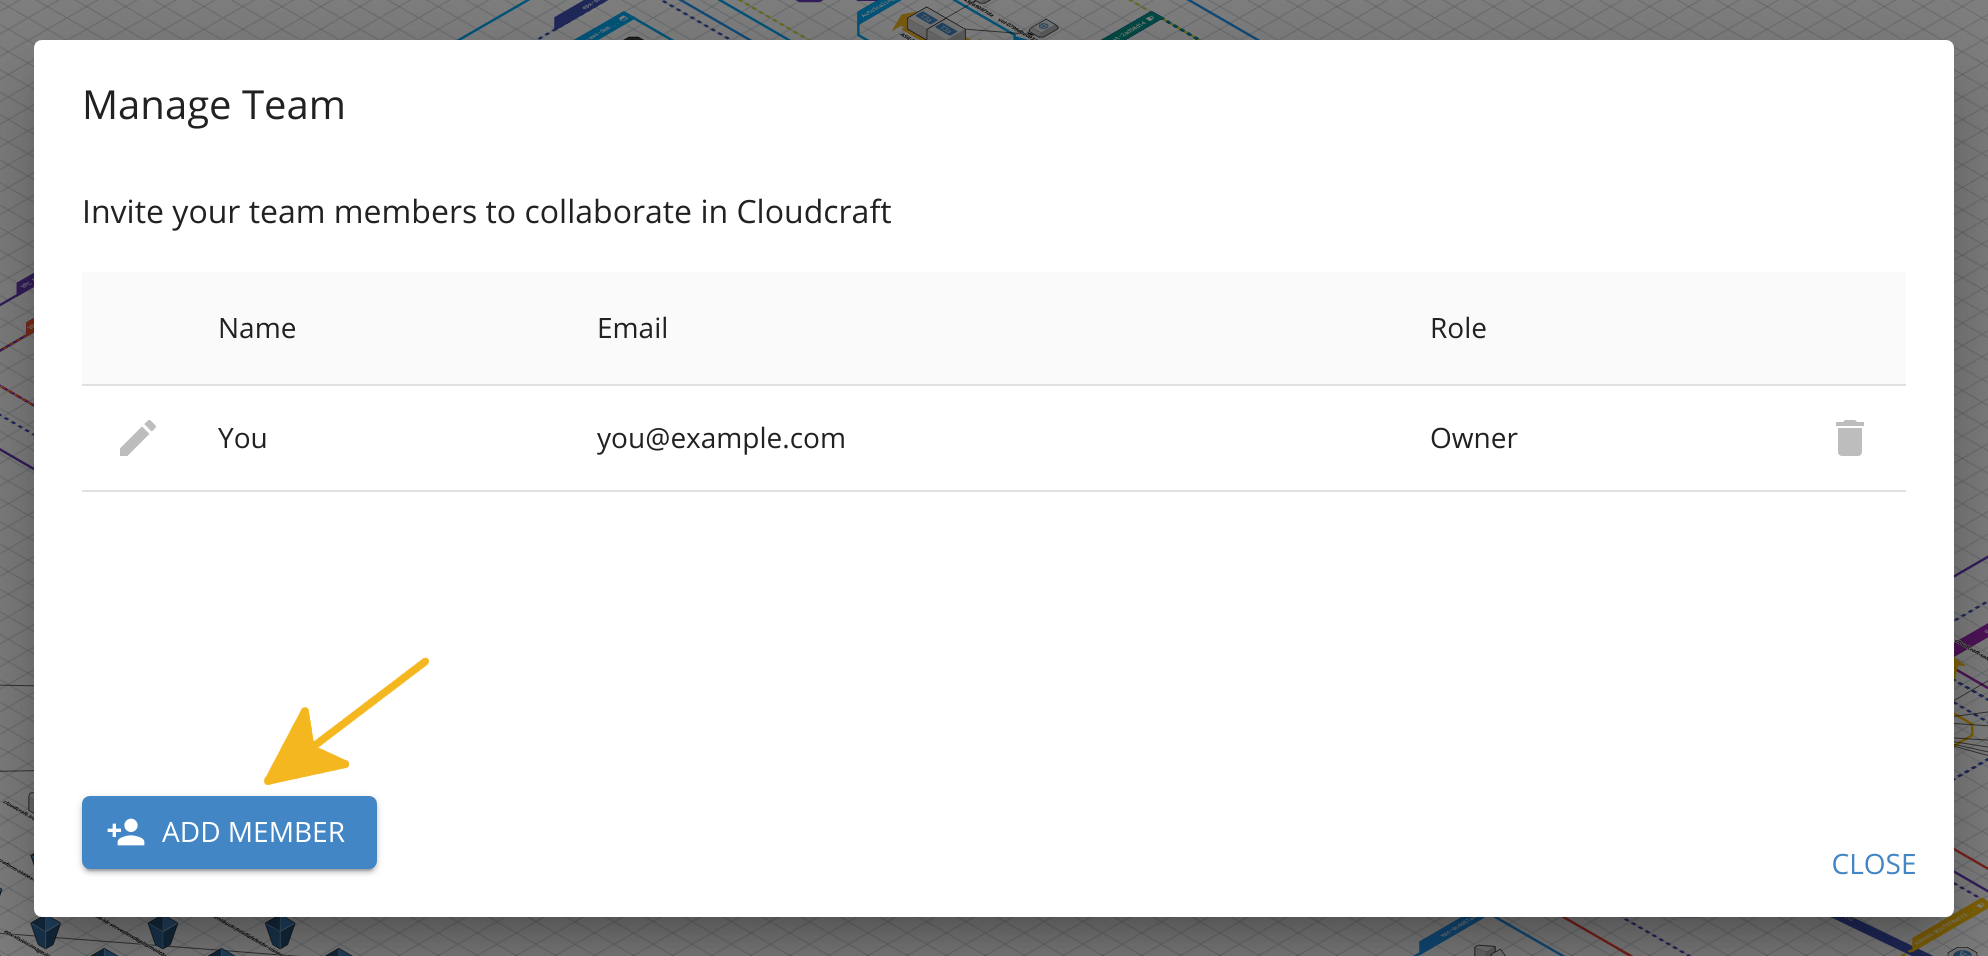 Manage Team
Invite your team members to collaborate in Cloudcraft
Name Email Role
You you@example.com Owner
ADD MEMBER
CLOSE